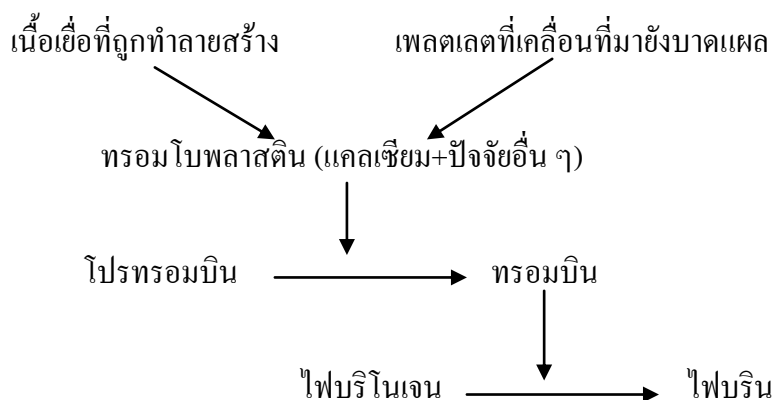 เนื้อเยื่อที่ถูกทำลายสร้าง เพลตเลตที่เคลื่อนที่มายังบาดแผล
ทรอมโบพลาสติน (แคลเซียม+ปัจจัยอื่น ๆ)
โปรทรอมบิน ทรอมบิน
ไฟบริโนเจน ไฟบริน